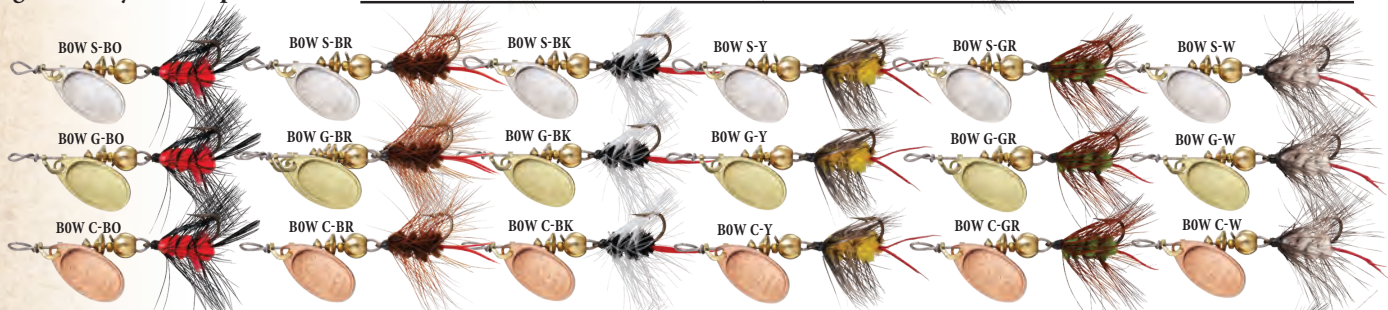 B0W S-BO B0W S-BR B0W S-BK B0W S-Y B0W S-GR B0W S-W
B0W G-BO B0W G-BR B0W G-BK B0W G-Y B0W G-GR B0W G-W
B0W C-BO B0W C-BR B0W C-BK B0W C-Y B0W C-GR B0W C-W